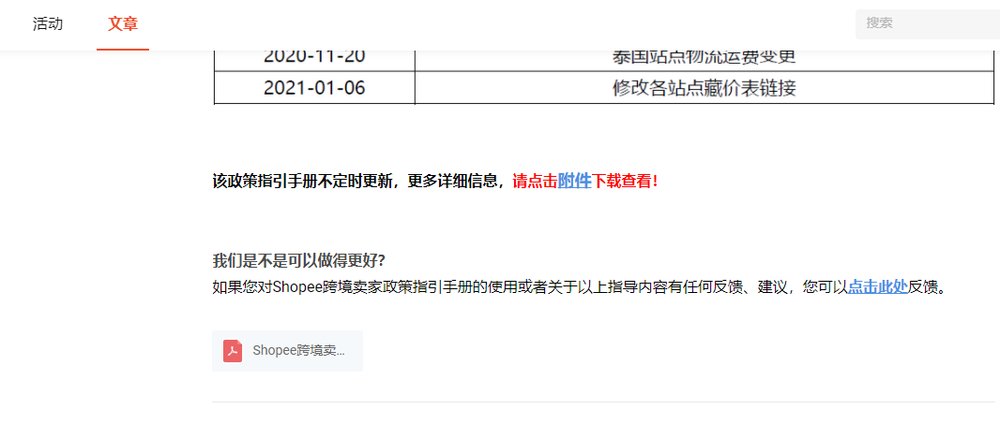 活动
文章
搜索
2020-11-20 泰国站点物流运费变更
2021-01-06 修改各站点藏价表链接
该政策指引手册不定时更新，更多详细信息，请点击附件下载查看！
我们是不是可以做得更好?
如果您对Shopee跨境卖家政策指引手册的使用或者关于以上指导内容有任何反馈、建议，您可以点击此处反馈。
Shopee跨境卖...